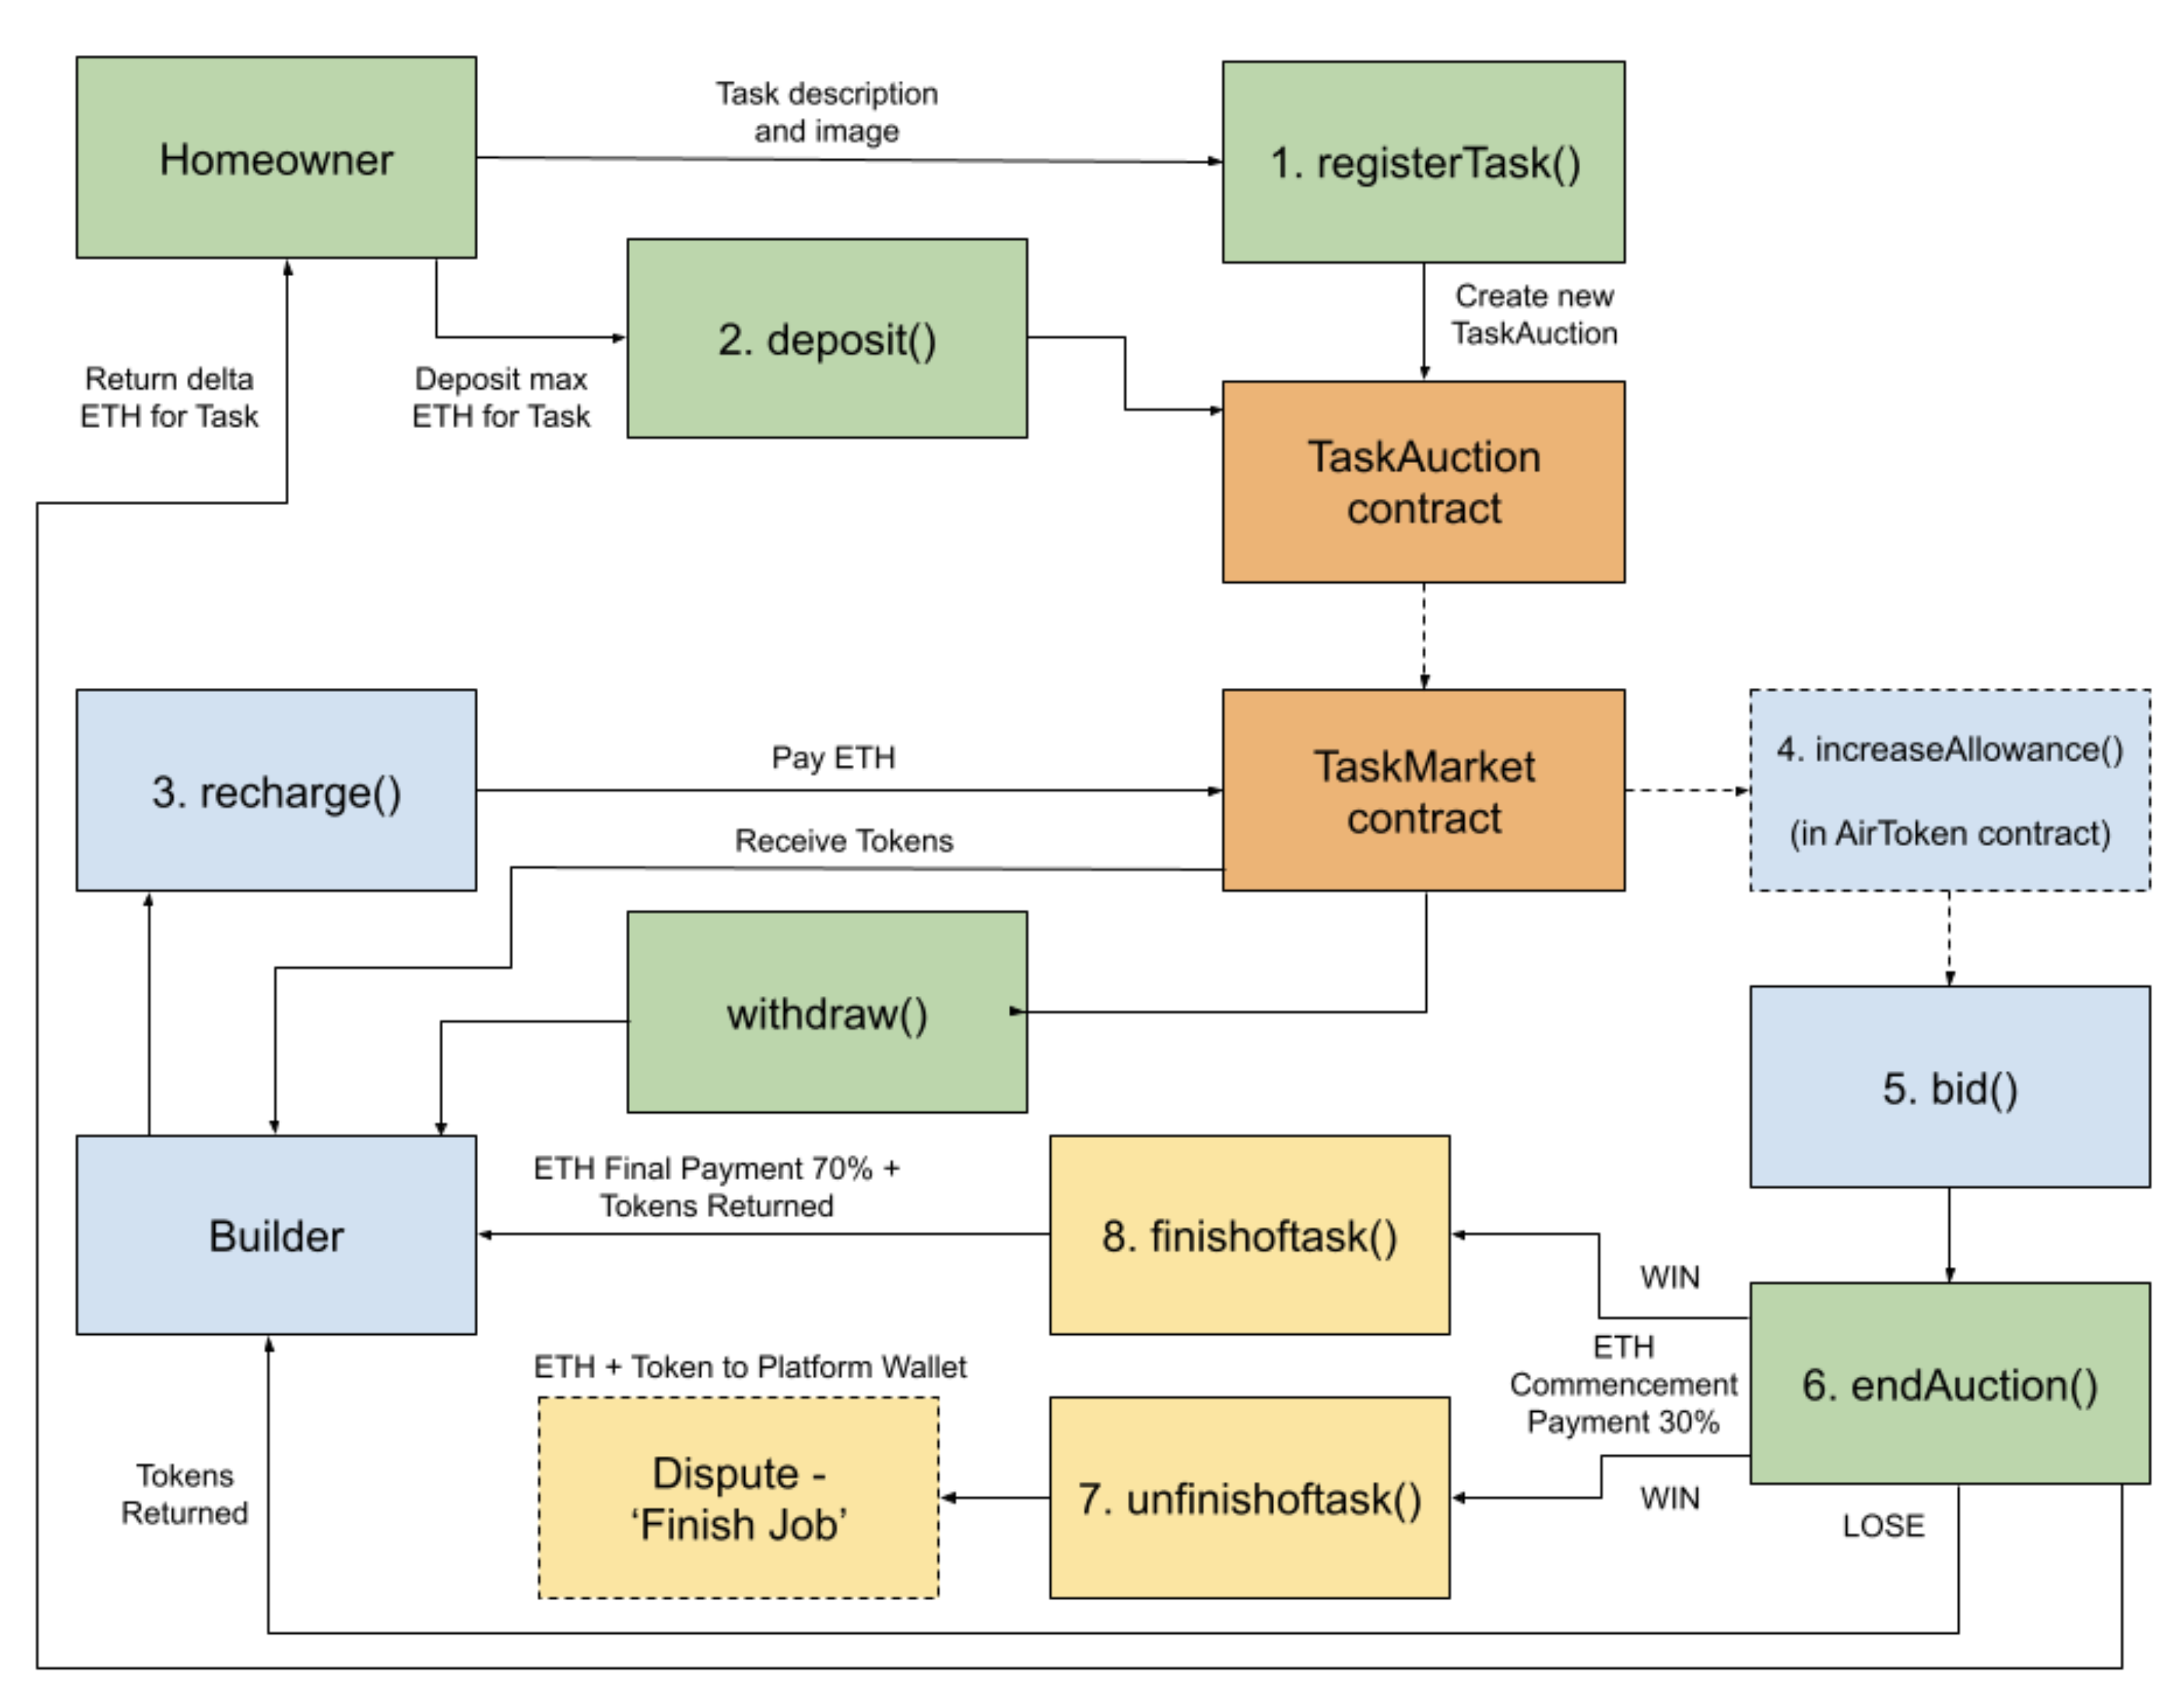 Homeowner
Task description
and image
1. registerTask()
2. deposit()
Create new
TaskAuction
Return delta
ETH for Task
Deposit max
ETH for Task
TaskAuction
contract
3. recharge()
Pay ETH
TaskMarket
contract
4. increaseAllowance()
(in AirToken contract)
Receive Tokens
withdraw()
5. bid()
Builder
ETH Final Payment 70% +
Tokens Returned
8. finishoftask()
WIN
ETH
Commencement
Payment 30%
6. endAuction()
ETH + Token to Platform Wallet
Dispute -
‘Finish Job’
7. unfinishoftask()
WIN
LOSE
Tokens
Returned